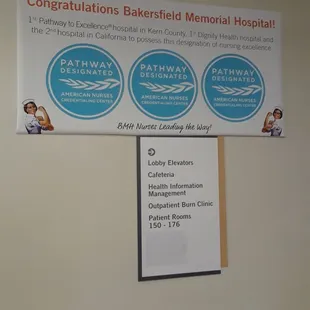 Congratulations Bakersfield Memorial Hospital!
1st Pathway to Excellence® hospital in Kern County, 1st Dignity Health hospital and
the 2nd hospital in California to possess this designation of nursing excellence
PATHWAY
DESIGNATED
AMERICAN NURSES
CREDENTIALING CENTER
PATHWAY
DESIGNATED
AMERICAN NURSES
CREDENTIALING CENTER
PATHWAY
DESIGNATED
AMERICAN NURSES
CREDENTIALING CENTER
BMH Nurses Leading the Way!
Lobby Elevators
Cafeteria
Health Information
Management
Outpatient Burn Clinic
Patient Rooms
150 - 176